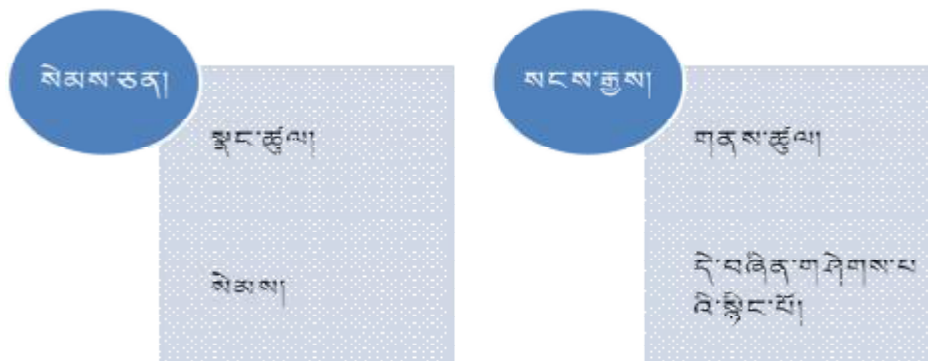 སེམས་ཅན།
སྣང་ཚུལ།
སེམས།
སངས་རྒྱས།
གནས་ཚུལ།
དེ་བཞིན་གཤེགས་པ
འི་སྙིང་པོ།